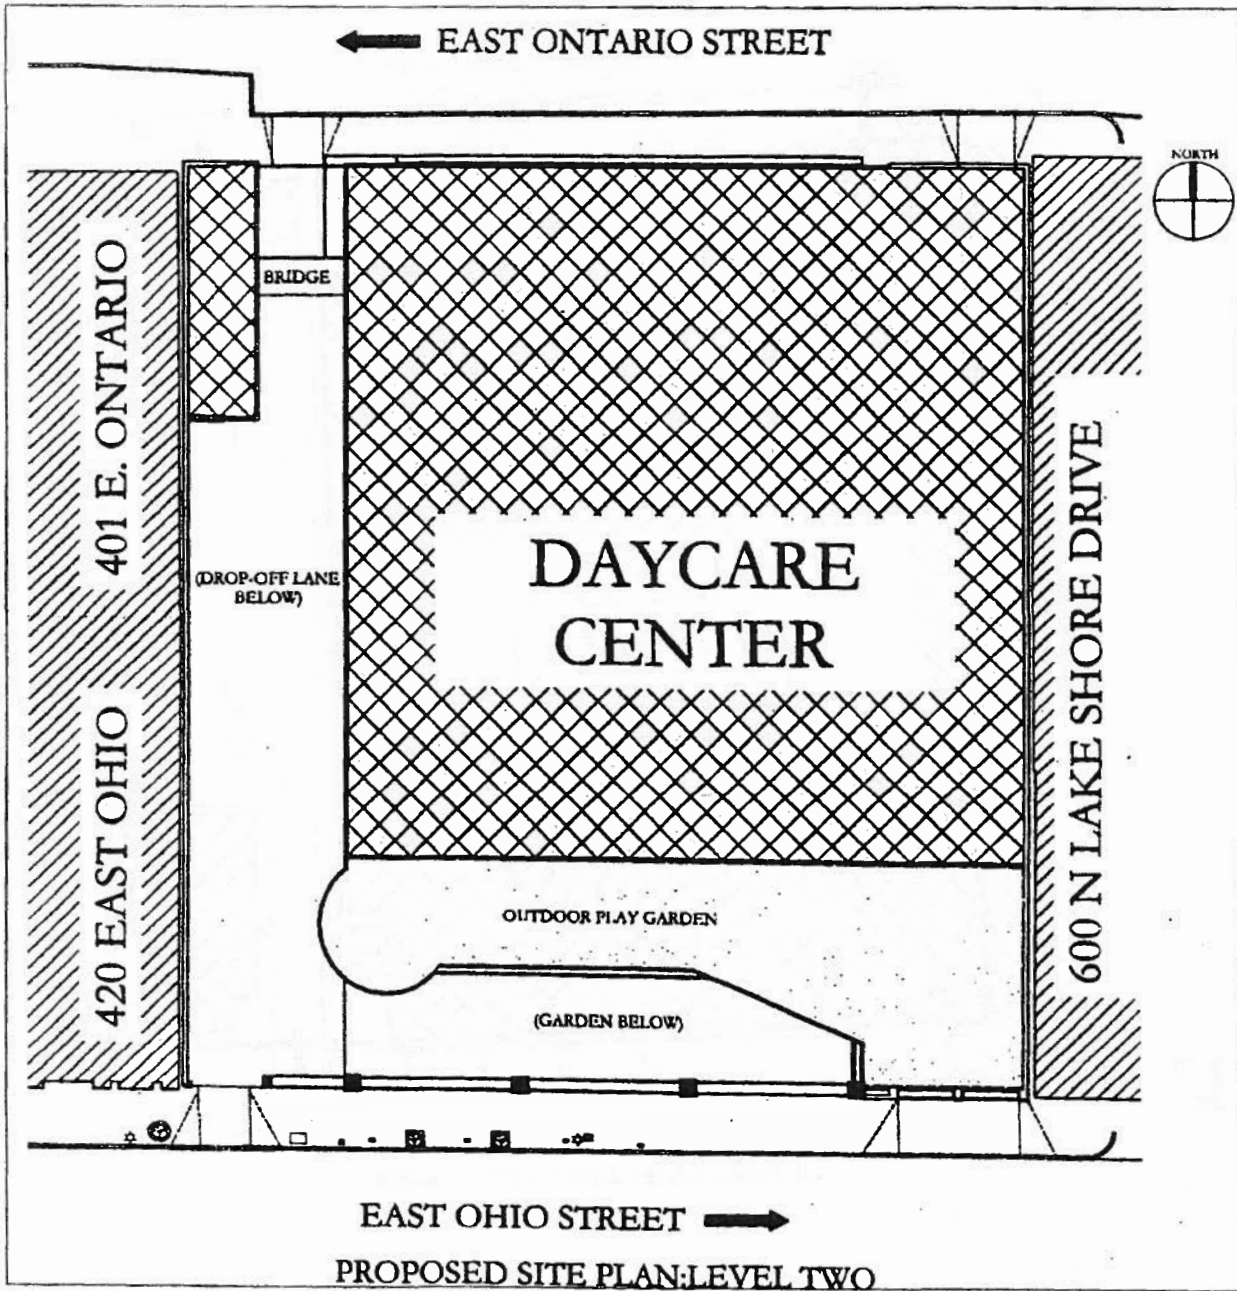 EAST ONTARIO STREET
NORTH
BRIDGE
401 E. ONTARIO
(DROP-OFF LANE
BELOW)
DAYCARE
CENTER
600 N LAKE SHORE DRIVE
420 EAST OHIO
OUTDOOR PLAY GARDEN
(GARDEN BELOW)
EAST OHIO STREET
PROPOSED SITE PLAN:LEVEL TWO